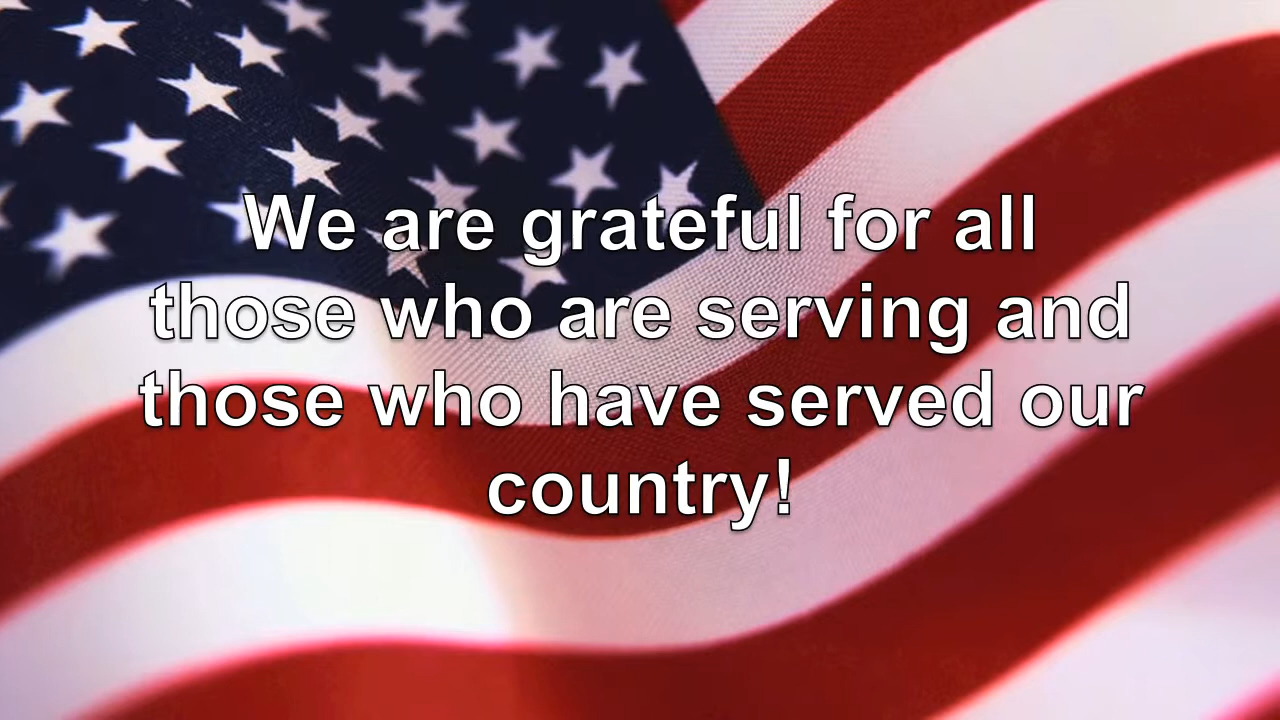 We are grateful for all
those who are serving and
those who have served our
country!